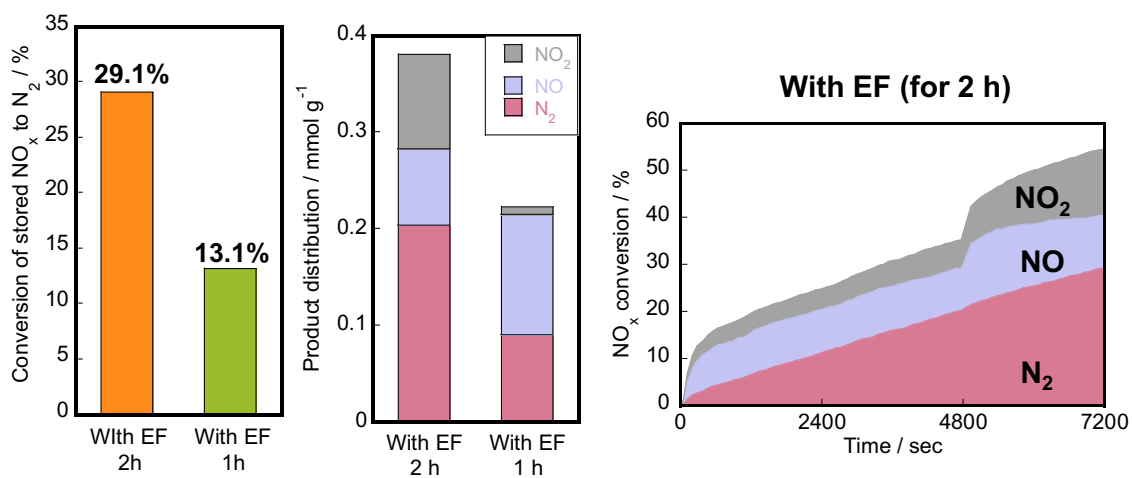 Conversion of stored NOx to N2 / %
35
30
25
20
15
10
5
0
29.1%
13.1%
WIth EF
2h
With EF
1h
Product distribution / mmol g-1
0.4
0.3
0.2
0.1
0
NO2
NO
N2
With EF
2 h
With EF
1 h
With EF (for 2 h)
NOx conversion / %
60
50
40
30
20
10
0
NO2
NO
N2
0
2400
4800
7200
Time / sec